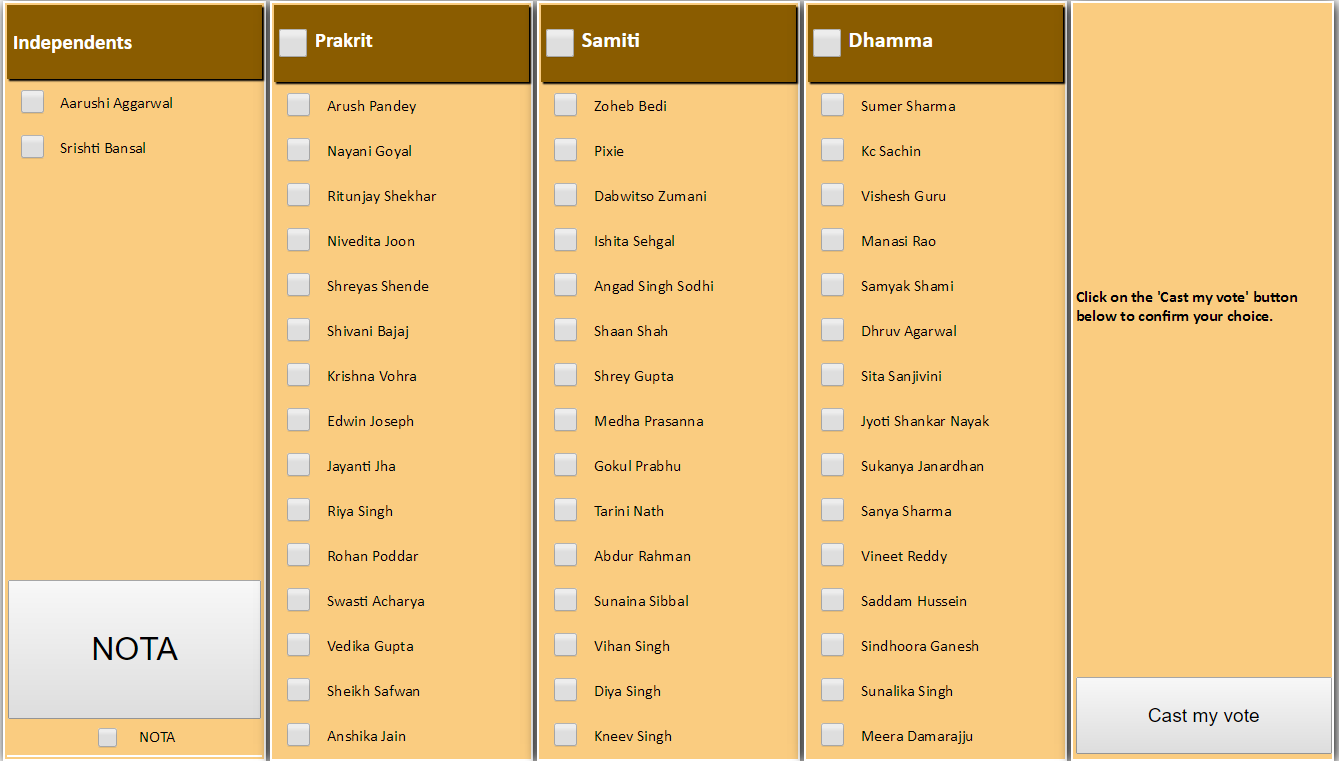 Independents
Aarushi Aggarwal
Srishti Bansal
NOTA
NOTA
Prakrit
Arush Pandey
Nayani Goyal
Ritunjay Shekhar
Nivedita Joon
Shreyas Shende
Shivani Bajaj
Krishna Vohra
Edwin Joseph
Jayanti Jha
Riya Singh
Rohan Poddar
Swasti Acharya
Vedika Gupta
Sheikh Safwan
Anshika Jain
Samiti
Zoheb Bedi
Pixie
Dabwitso Zumani
Ishita Sehgal
Angad Singh Sodhi
Shaan Shah
Shrey Gupta
Medha Prasanna
Gokul Prabhu
Tarini Nath
Abdur Rahman
Sunaina Sibbal
Vihan Singh
Diya Singh
Kneev Singh
Dhamma
Sumer Sharma
Kc Sachin
Vishesh Guru
Manasi Rao
Samyak Shami
Dhruv Agarwal
Sita Sanjivini
Jyoti Shankar Nayak
Sukanya Janardhan
Sanya Sharma
Vineet Reddy
Saddam Hussein
Sindhoora Ganesh
Sunalika Singh
Meera Damarajju
Click on the 'Cast my vote' button
below to confirm your choice.
Cast my vote